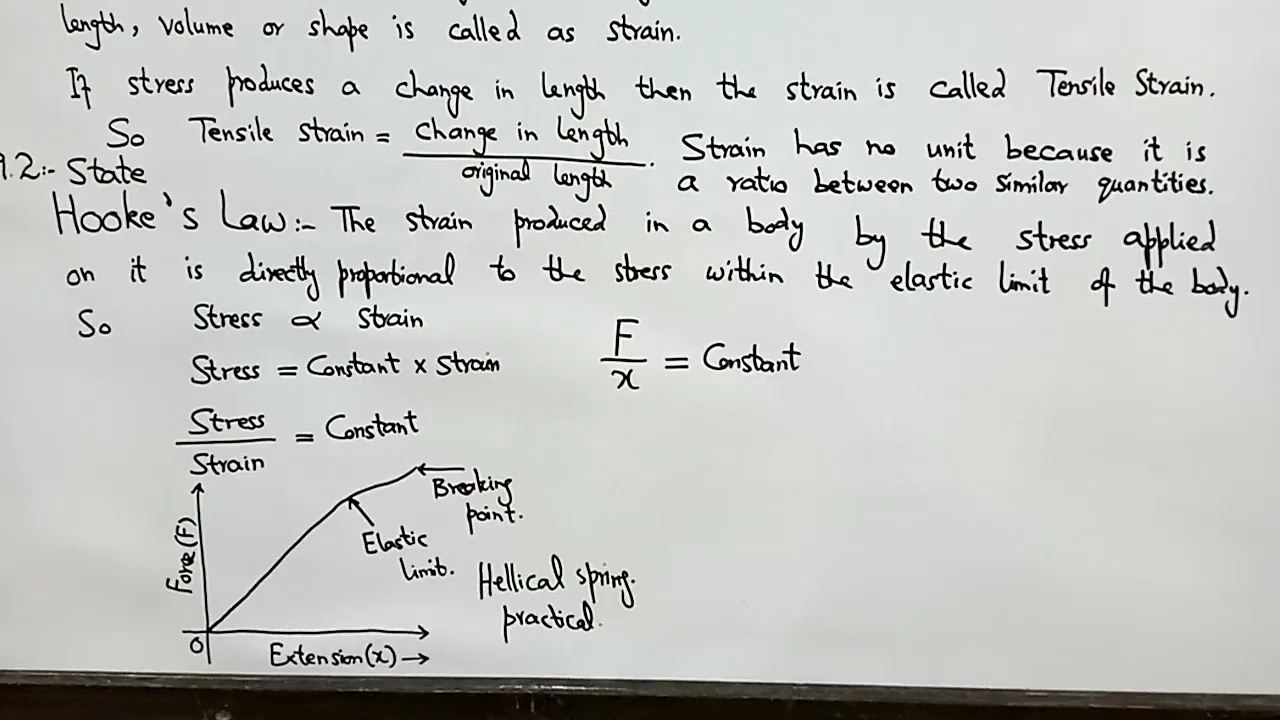 length, volume or shape is called as strain.
If stress produces a change in length then the strain is called Tensile Strain.
So Tensile strain = change in length / original length . Strain has no unit because it is
a ratio between two similar quantities.
9.2:- State
Hooke's Law:- The strain produced in a body by the stress applied
on it is directly proportional to the stress within the elastic limit of the body.
So Stress ∝ Strain
Stress = Constant × Strain
F / x = Constant
Stress / Strain = Constant
Breaking
point.
Elastic
limit.
Force (F)
Hellical spring
practical.
O
Extension (x) →